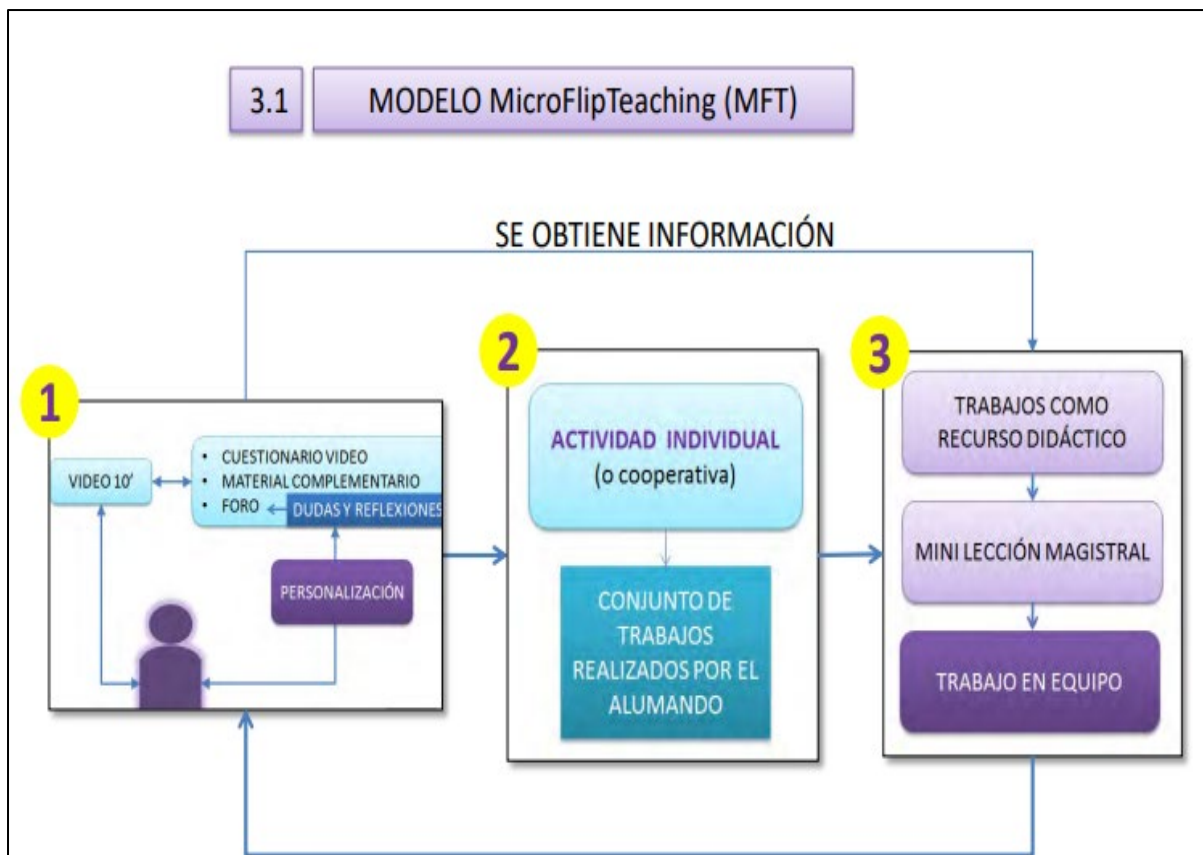 3.1
MODELO MicroFlipTeaching (MFT)
SE OBTIENE INFORMACIÓN
1
VIDEO 10’
• CUESTIONARIO VIDEO
• MATERIAL COMPLEMENTARIO
• FORO
DUDAS Y REFLEXIONES
PERSONALIZACIÓN
2
ACTIVIDAD INDIVIDUAL
(o cooperativa)
CONJUNTO DE
TRABAJOS
REALIZADOS POR EL
ALUMANDO
3
TRABAJOS COMO
RECURSO DIDÁCTICO
MINI LECCIÓN MAGISTRAL
TRABAJO EN EQUIPO